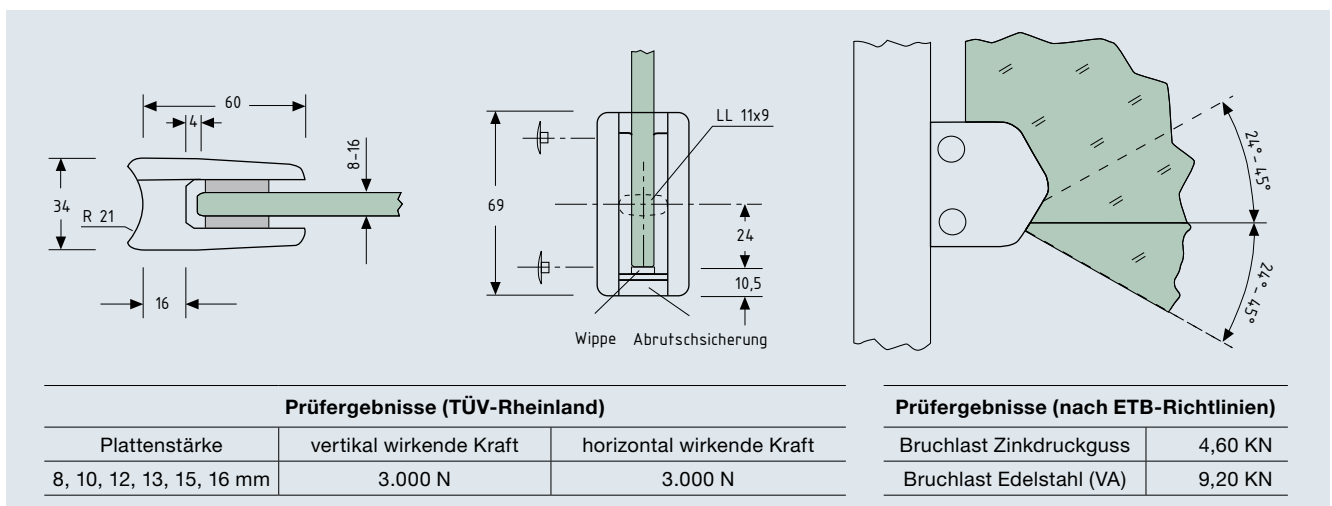 60
4
8-16
34
R 21
16
LL 11x9
69
24
10,5
Wippe Abrutschsicherung
24° - 45°
24° - 45°
Prüfergebnisse (TÜV-Rheinland)
Plattenstärke vertikal wirkende Kraft horizontal wirkende Kraft
8, 10, 12, 13, 15, 16 mm 3.000 N 3.000 N
Prüfergebnisse (nach ETB-Richtlinien)
Bruchlast Zinkdruckguss 4,60 KN
Bruchlast Edelstahl (VA) 9,20 KN